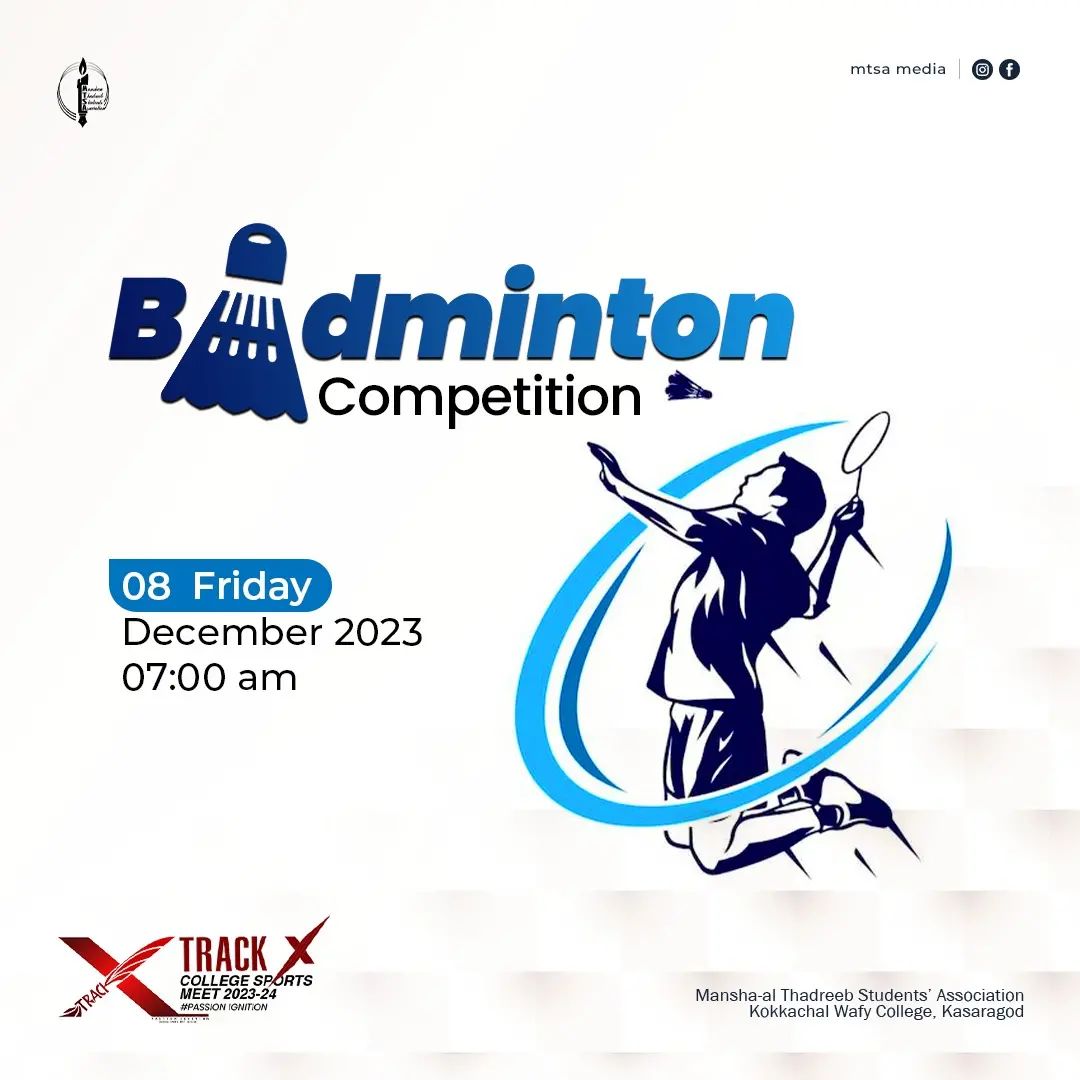 mtsa media
Badminton
Competition
08 Friday
December 2023
07:00 am
TRACK X
COLLEGE SPORTS
MEET 2023-24
#PASSION IGNITION
TRACK
Mansha-al Thadreeb Students’ Association
Kokkachal Wafy College, Kasaragod